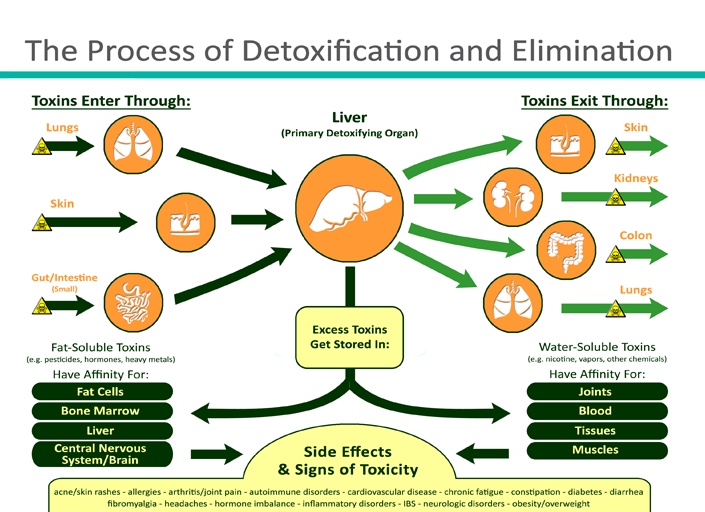 The Process of Detoxification and Elimination
Toxins Enter Through:
Lungs
Skin
Gut/Intestine
(Small)
Liver
(Primary Detoxifying Organ)
Toxins Exit Through:
Skin
Kidneys
Colon
Lungs
Excess Toxins
Get Stored In:
Fat-Soluble Toxins
(e.g. pesticides, hormones, heavy metals)
Have Affinity For:
Fat Cells
Bone Marrow
Liver
Central Nervous
System/Brain
Water-Soluble Toxins
(e.g. nicotine, vapors, other chemicals)
Have Affinity For:
Joints
Blood
Tissues
Muscles
Side Effects
& Signs of Toxicity
acne/skin rashes - allergies - arthritis/joint pain - autoimmune disorders - cardiovascular disease - chronic fatigue - constipation - diabetes - diarrhea
fibromyalgia - headaches - hormone imbalance - inflammatory disorders - IBS - neurologic disorders - obesity/overweight